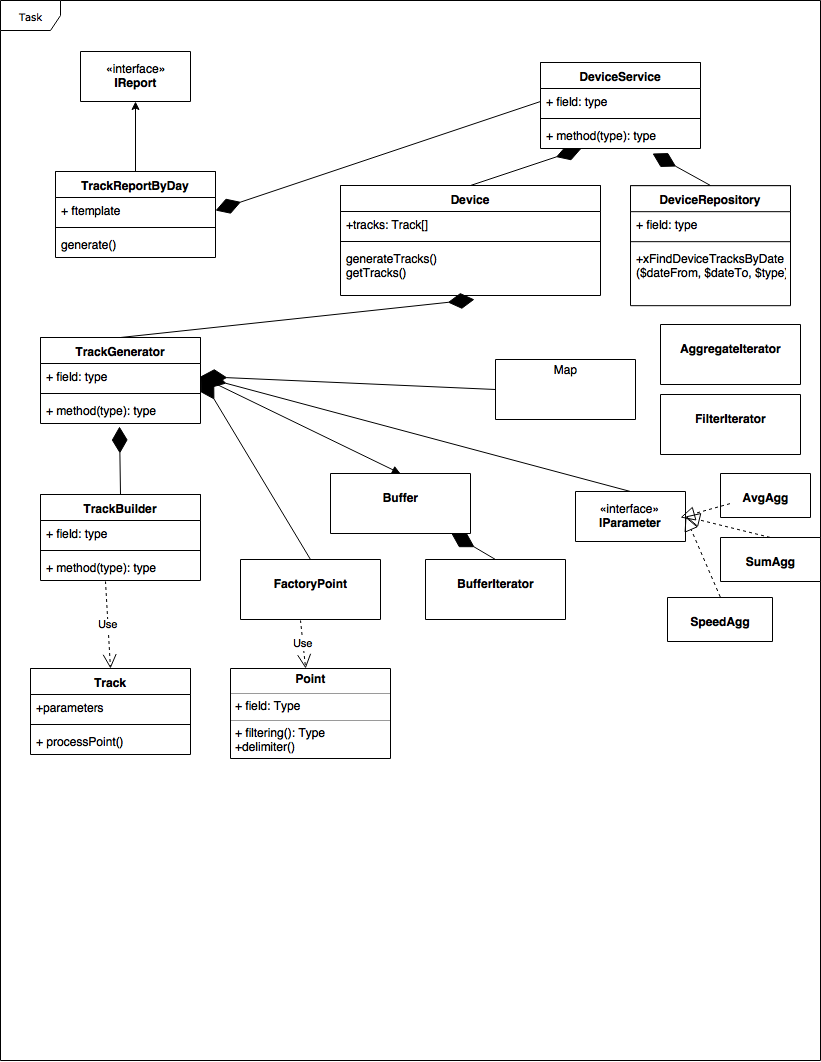 Task
«interface»
IReport
DeviceService
+ field: type
+ method(type): type
TrackReportByDay
+ ftemplate
generate()
Device
+tracks: Track[]
generateTracks()
getTracks()
DeviceRepository
+ field: type
+xFindDeviceTracksByDate
($dateFrom, $dateTo, $type)
TrackGenerator
+ field: type
+ method(type): type
Map
AggregateIterator
FilterIterator
Buffer
«interface»
IParameter
AvgAgg
SumAgg
SpeedAgg
TrackBuilder
+ field: type
+ method(type): type
FactoryPoint
BufferIterator
Use
Use
Track
+parameters
+ processPoint()
Point
+ field: Type
+ filtering(): Type
+delimiter()